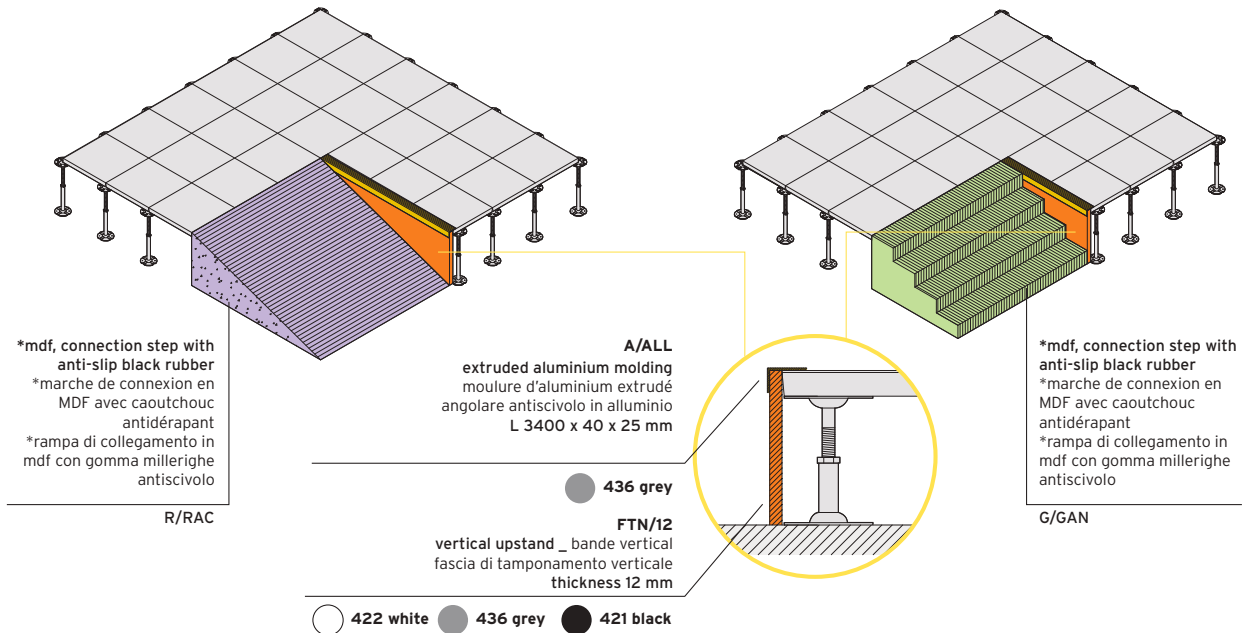 *mdf, connection step with
anti-slip black rubber
*marche de connexion en
MDF avec caoutchouc
antidérapant
*rampa di collegamento in
mdf con gomma millerighe
antiscivolo
R/RAC
A/ALL
extruded aluminium molding
moulure d'aluminium extrudé
angolare antiscivolo in alluminio
L 3400 x 40 x 25 mm
436 grey
FTN/12
vertical upstand _ bande vertical
fascia di tamponamento verticale
thickness 12 mm
422 white 436 grey 421 black
*mdf, connection step with
anti-slip black rubber
*marche de connexion en
MDF avec caoutchouc
antidérapant
*rampa di collegamento in
mdf con gomma millerighe
antiscivolo
G/GAN